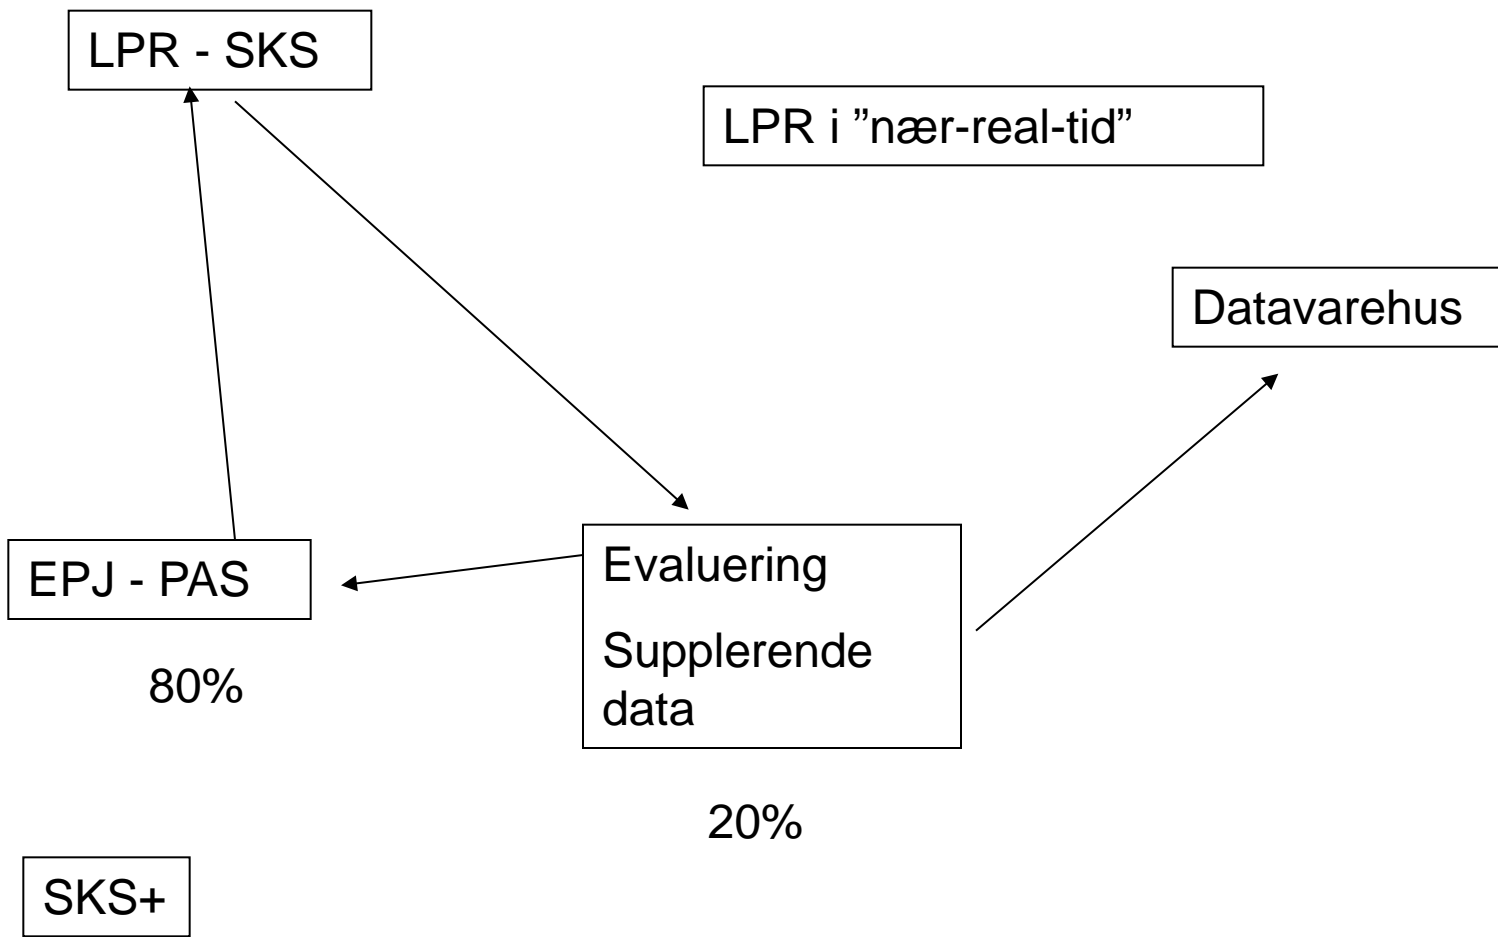 LPR - SKS
LPR i ”nær-real-tid”
Datavarehus
EPJ - PAS
80%
Evaluering
Supplerende
data
20%
SKS+